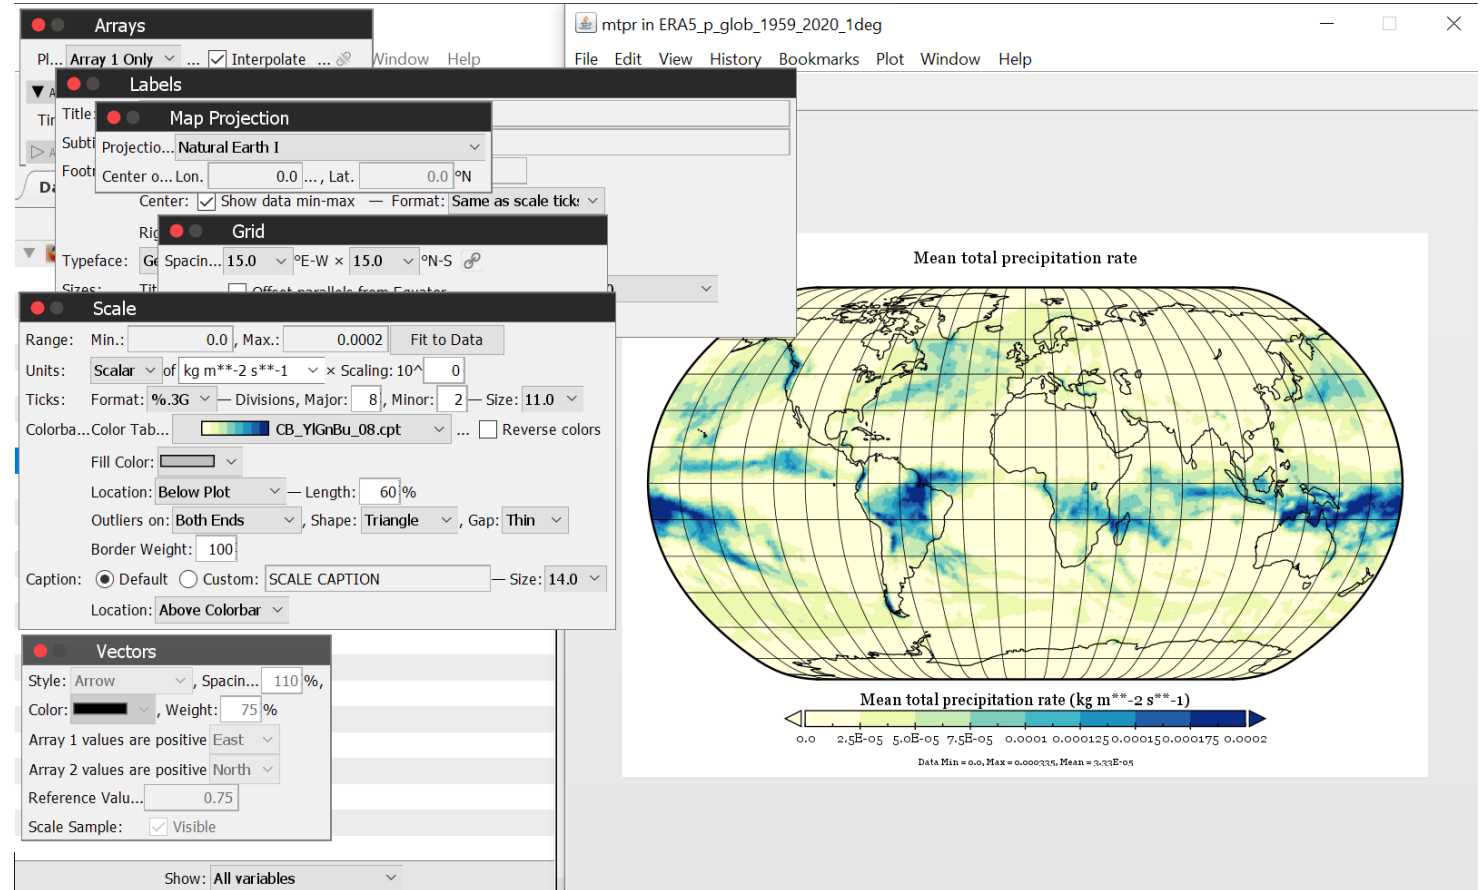 Arrays
Pl... Array 1 Only ... Interpolate ...
Window Help
Labels
Title:
Map Projection
Subti
Projectio... Natural Earth I
Footn
Center o... Lon. 0.0 ... , Lat. 0.0 °N
Center: Show data min-max — Format: Same as scale ticks
Grid
Typeface: Ge
Spacin... 15.0 °E-W × 15.0 °N-S
Sizes: Tit
Offset parallels from Equator
Scale
Range: Min.: 0.0 , Max.: 0.0002 Fit to Data
Units: Scalar of kg m**-2 s**-1 × Scaling: 10^ 0
Ticks: Format: %.3G — Divisions, Major: 8 , Minor: 2 — Size: 11.0
Colorba... Color Tab... CB_YlGnBu_08.cpt ... Reverse colors
Fill Color:
Location: Below Plot — Length: 60 %
Outliers on: Both Ends , Shape: Triangle , Gap: Thin
Border Weight: 100
Caption: Default Custom: SCALE CAPTION — Size: 14.0
Location: Above Colorbar
Vectors
Style: Arrow , Spacin... 110 %,
Color: , Weight: 75 %
Array 1 values are positive East
Array 2 values are positive North
Reference Valu... 0.75
Scale Sample: Visible
Show: All variables
mtpr in ERA5_p_glob_1959_2020_1deg
File Edit View History Bookmarks Plot Window Help
Mean total precipitation rate
Mean total precipitation rate (kg m**-2 s**-1)
0.0 2.5E-05 5.0E-05 7.5E-05 0.0001 0.000125 0.00015 0.000175 0.0002
Data Min = 0.0, Max = 0.000335, Mean = 3.33E-05